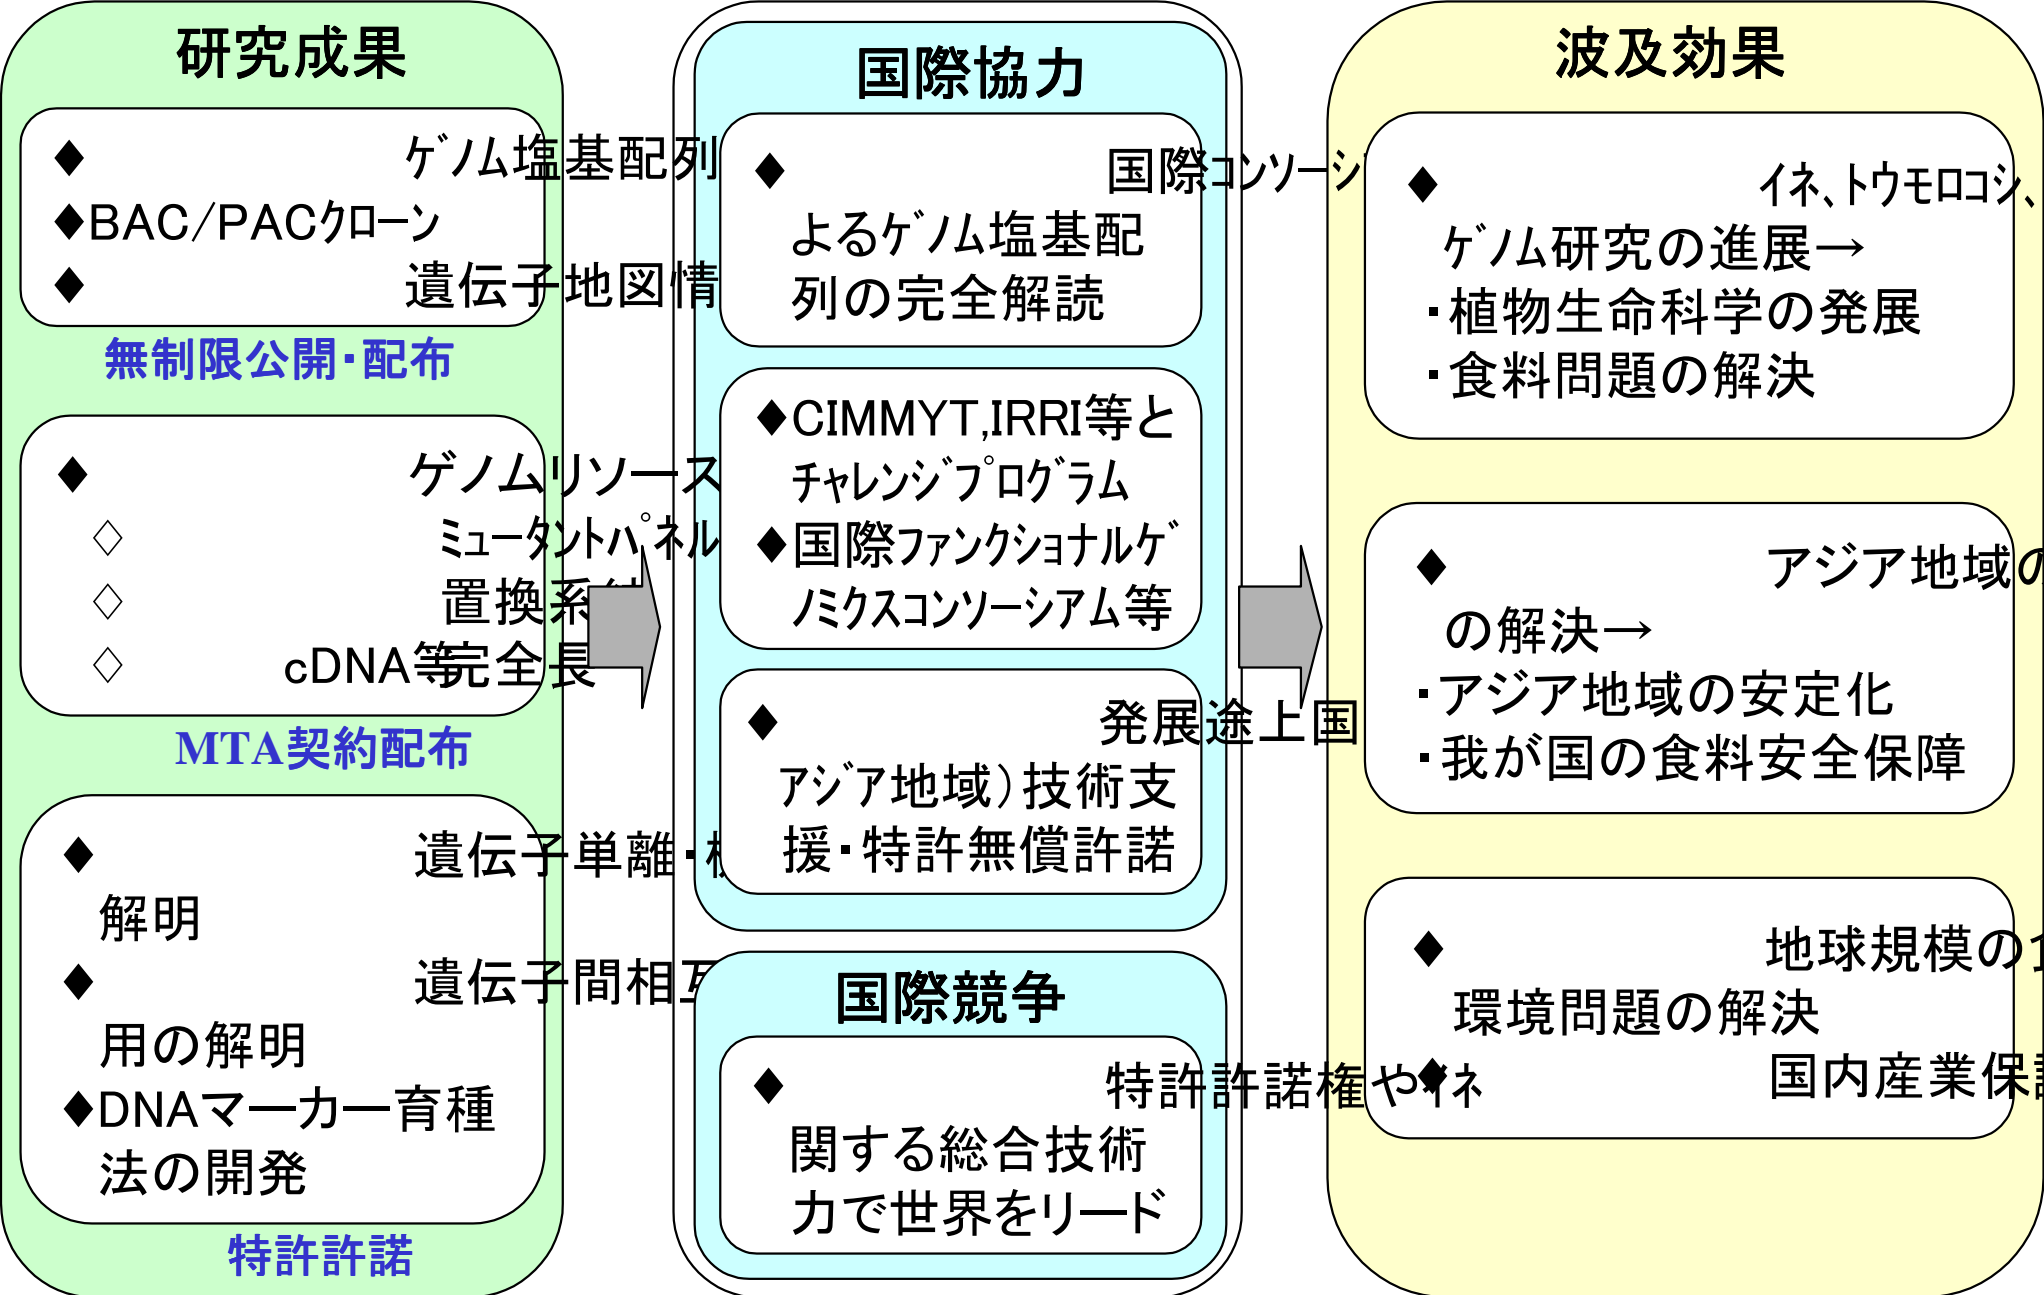 研究成果
◆ｹﾞﾉﾑ塩基配列
◆BAC/PACｸﾛｰﾝ
◆遺伝子地図情
無制限公開・配布
◆ゲノムリソース
◇ﾐｭｰﾀﾝﾄﾊﾟﾈﾙ
◇置換系
◇完全長cDNA等
MTA契約配布
◆遺伝子単離・
解明
◆遺伝子間相互
用の解明
◆DNAマーカー育種
法の開発
特許許諾
国際協力
◆国際ｺﾝｿｰｼ
よるｹﾞﾉﾑ塩基配
列の完全解読
◆CIMMYT,IRRI等と
ﾁｬﾚﾝｼﾞﾌﾟﾛｸﾞﾗﾑ
◆国際ﾌｧﾝｸｼｮﾅﾙｹﾞ
ﾉﾐｸｽｺﾝｿｰｼｱﾑ等
◆発展途上国
ｱｼﾞｱ地域）技術支
援・特許無償許諾
国際競争
◆特許許諾権やｲﾈ
関する総合技術
力で世界をリード
波及効果
◆ｲﾈ、ﾄｳﾓﾛｺｼ、
ｹﾞﾉﾑ研究の進展→
・植物生命科学の発展
・食料問題の解決
◆アジア地域の
の解決→
・アジア地域の安定化
・我が国の食料安全保障
◆地球規模の食
環境問題の解決
◆国内産業保護